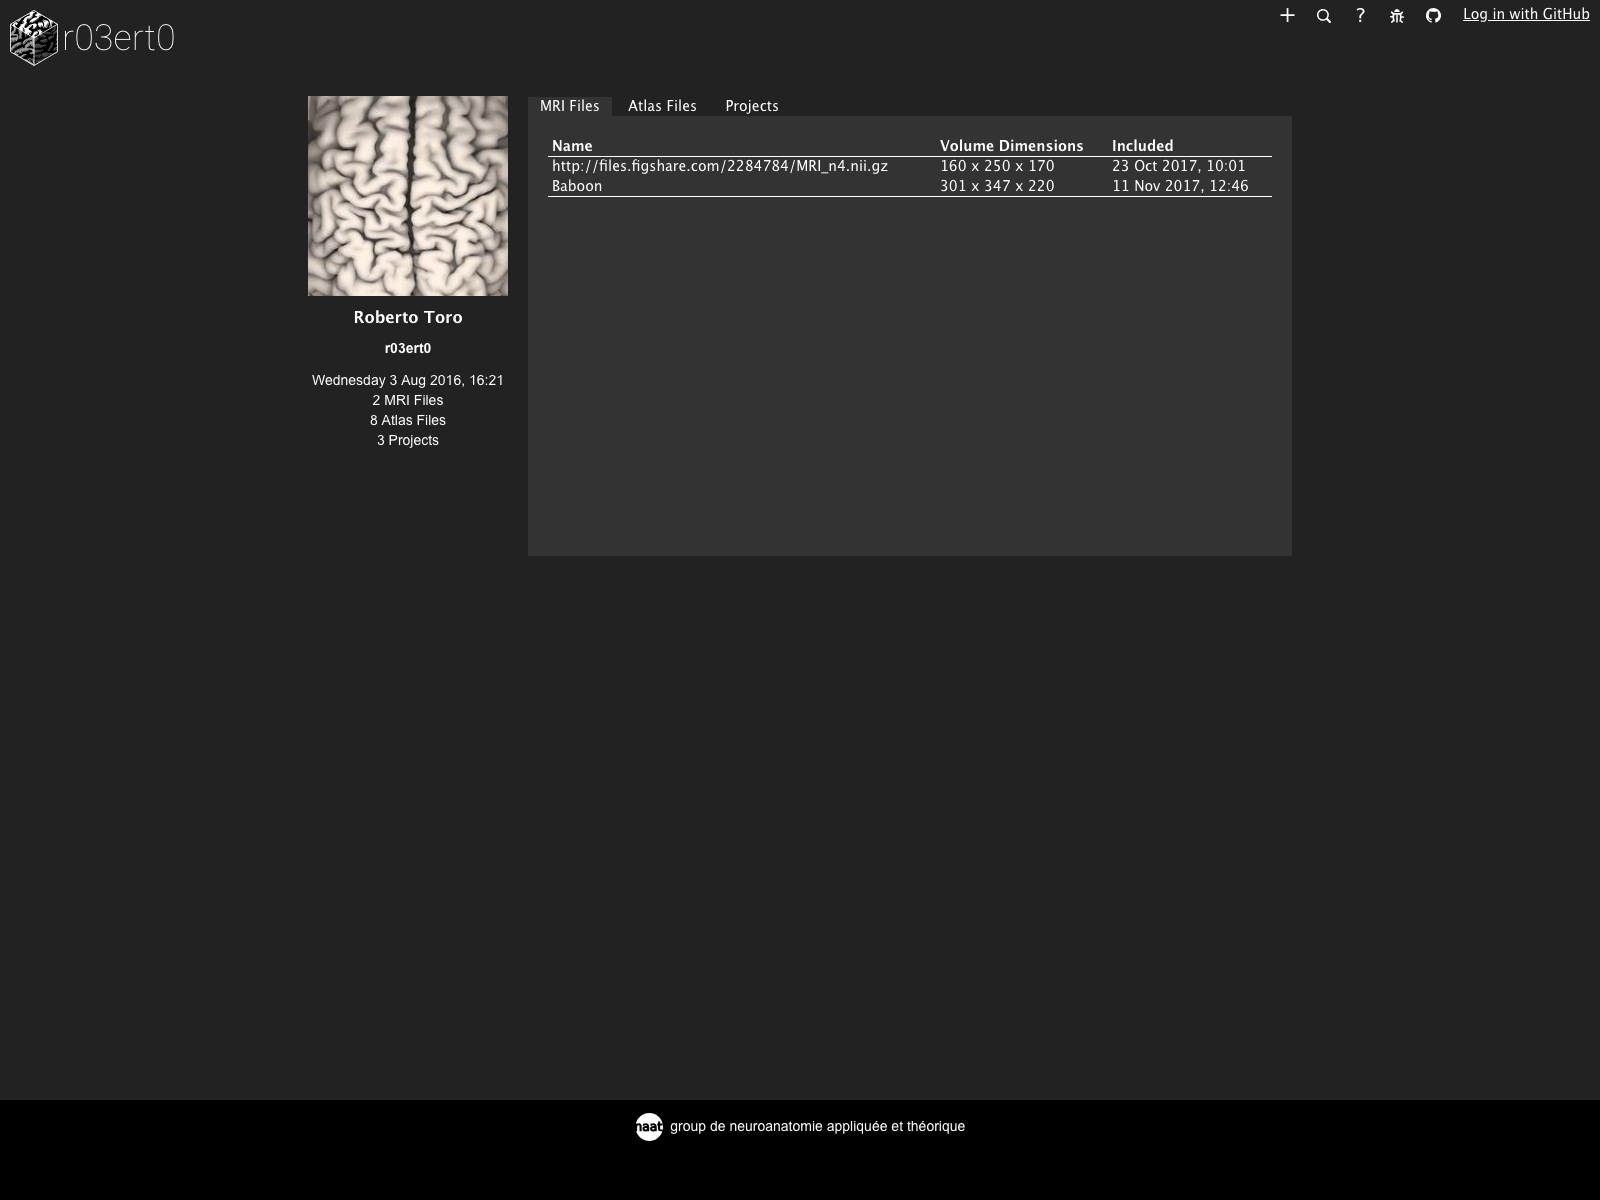 r03ert0
+ ? Log in with GitHub
MRI Files Atlas Files Projects
Name Volume Dimensions Included
http://files.figshare.com/2284784/MRI_n4.nii.gz 160 x 250 x 170 23 Oct 2017, 10:01
Baboon 301 x 347 x 220 11 Nov 2017, 12:46
Roberto Toro
r03ert0
Wednesday 3 Aug 2016, 16:21
2 MRI Files
8 Atlas Files
3 Projects
naat group de neuroanatomie appliquée et théorique